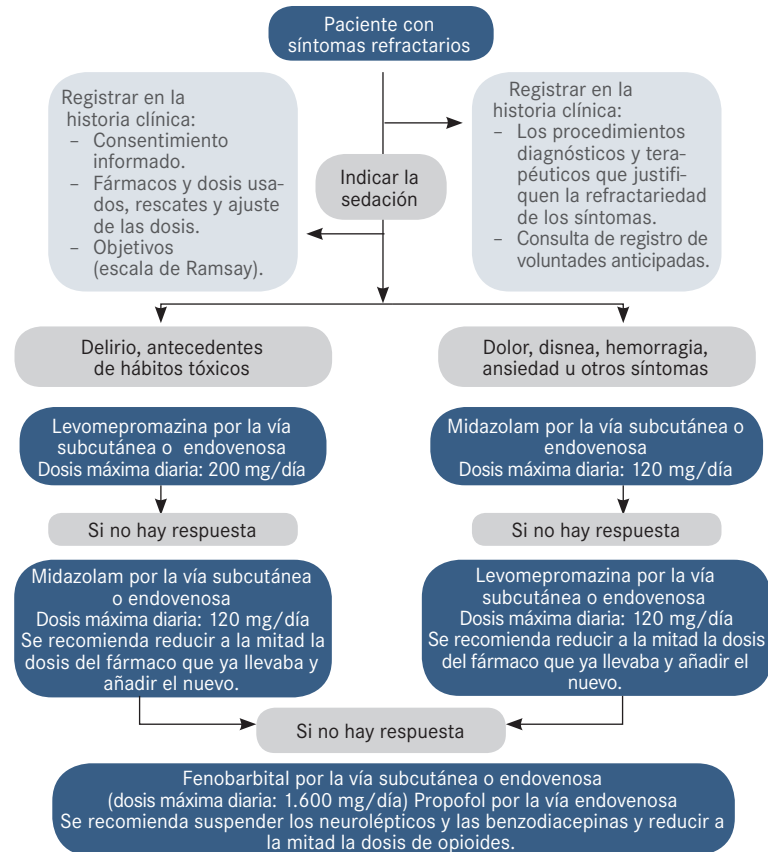 Paciente con
síntomas refractarios
Registrar en la
historia clínica:
– Consentimiento
informado.
– Fármacos y dosis usa-
dos, rescates y ajuste
de las dosis.
– Objetivos
(escala de Ramsay).
Indicar la
sedación
Registrar en la
historia clínica:
– Los procedimientos
diagnósticos y tera-
péuticos que justifi-
quen la refractariedad
de los síntomas.
– Consulta de registro de
voluntades anticipadas.
Delirio, antecedentes
de hábitos tóxicos
Dolor, disnea, hemorragia,
ansiedad u otros síntomas
Levomepromazina por la vía
subcutánea o endovenosa
Dosis máxima diaria: 200 mg/día
Midazolam por la vía subcutánea o
endovenosa
Dosis máxima diaria: 120 mg/día
Si no hay respuesta
Si no hay respuesta
Midazolam por la vía subcutánea
o endovenosa
Dosis máxima diaria: 120 mg/día
Se recomienda reducir a la mitad la
dosis del fármaco que ya llevaba y
añadir el nuevo.
Levomepromazina por la vía
subcutánea o endovenosa
Dosis máxima diaria: 120 mg/día
Se recomienda reducir a la mitad la dosis
del fármaco que ya llevaba y añadir el
nuevo.
Si no hay respuesta
Fenobarbital por la vía subcutánea o endovenosa
(dosis máxima diaria: 1.600 mg/día) Propofol por la vía endovenosa
Se recomienda suspender los neurolépticos y las benzodiacepinas y reducir a
la mitad la dosis de opioides.